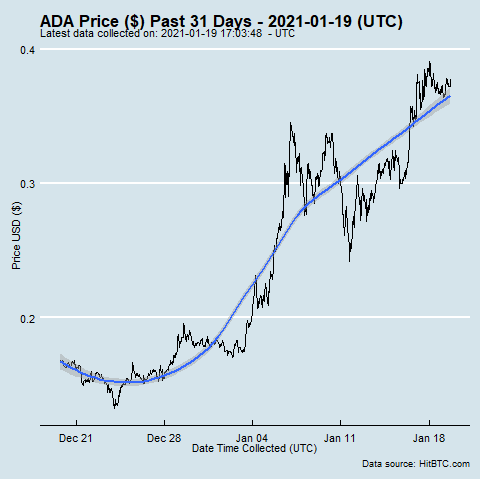 ADA Price ($) Past 31 Days - 2021-01-19 (UTC)
Latest data collected on: 2021-01-19 17:03:48 - UTC
0.4
0.3
0.2
Price USD ($)
Dec 21 Dec 28 Jan 04 Jan 11 Jan 18
Date Time Collected (UTC)
Data source: HitBTC.com